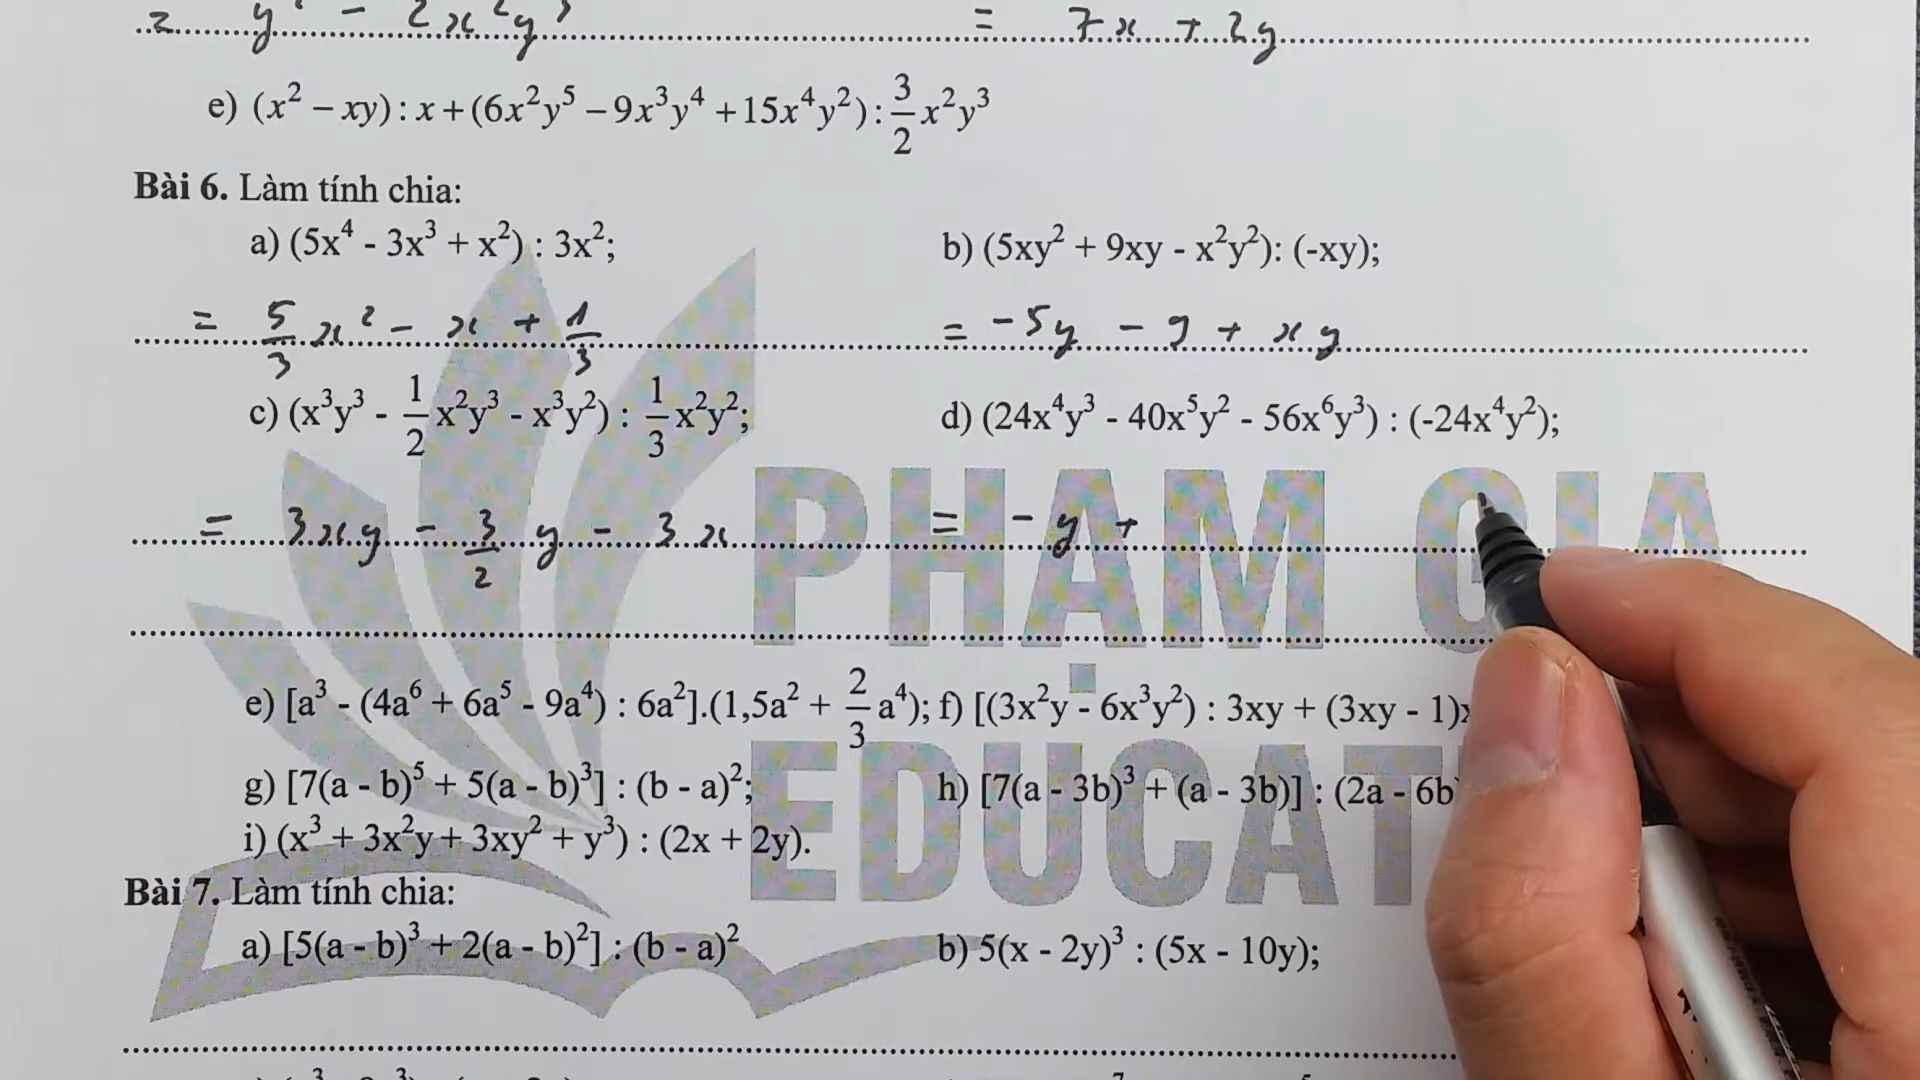 y² - 2x²y³ = 7x + 2y
e) (x² – xy) : x + (6x²y⁵ – 9x³y⁴ + 15x⁴y²) : 3/2 x²y³
Bài 6. Làm tính chia:
a) (5x⁴ - 3x³ + x²) : 3x²; b) (5xy² + 9xy - x²y²): (-xy);
= 5/3 x² - x + 1/3 = -5y - 9 + xy
c) (x³y³ - 1/2 x²y³ - x³y²) : 1/3 x²y²; d) (24x⁴y³ - 40x⁵y² - 56x⁶y³) : (-24x⁴y²);
= 3xy - 3/2 y - 3x = -y +
PHẠM GIA
e) [a³ - (4a⁶ + 6a⁵ - 9a⁴) : 6a²].(1,5a² + 2/3 a⁴); f) [(3x²y - 6x³y²) : 3xy + (3xy - 1)x
EDUCAT
g) [7(a - b)⁵ + 5(a - b)³] : (b - a)²; h) [7(a - 3b)³ + (a - 3b)] : (2a - 6b
i) (x³ + 3x²y + 3xy² + y³) : (2x + 2y).
Bài 7. Làm tính chia:
a) [5(a - b)³ + 2(a - b)²] : (b - a)² b) 5(x - 2y)³ : (5x - 10y);